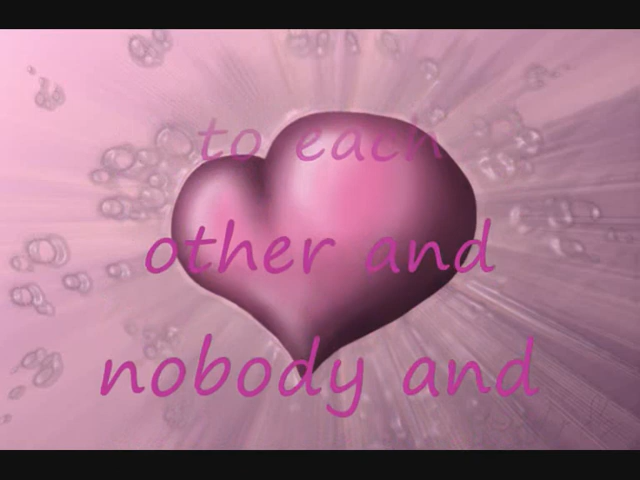 to each
other and
nobody and